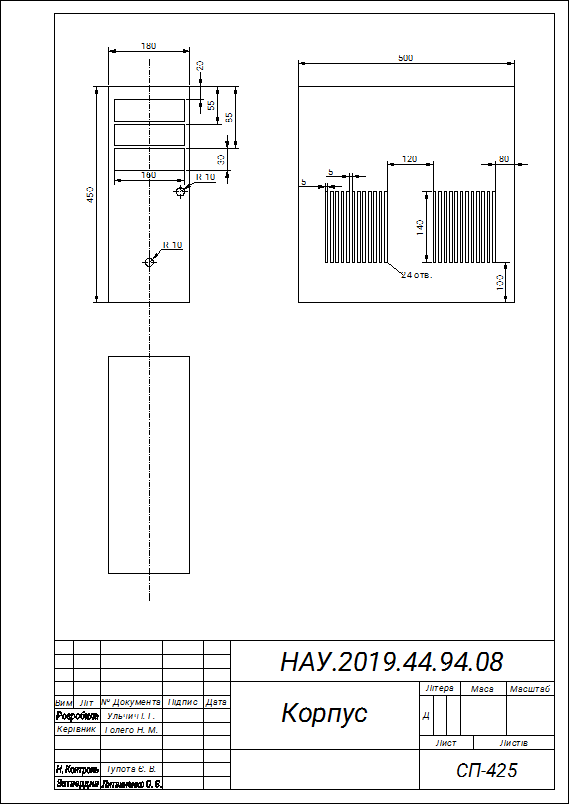 180
500
20
55
85
30
160
R 10
450
R 10
5
5
120
80
140
24 отв.
100
НАУ.2019.44.94.08
Вим Літ № Документа Підпис Дата
Розробив Ульчич І. Г.
Керівник Голего Н. М.
Н. Контроль Тупота Є. В.
Затвердив Литвиненко О. Є.
Корпус
Літера Маса Масштаб
Д
Лист Листів
СП-425